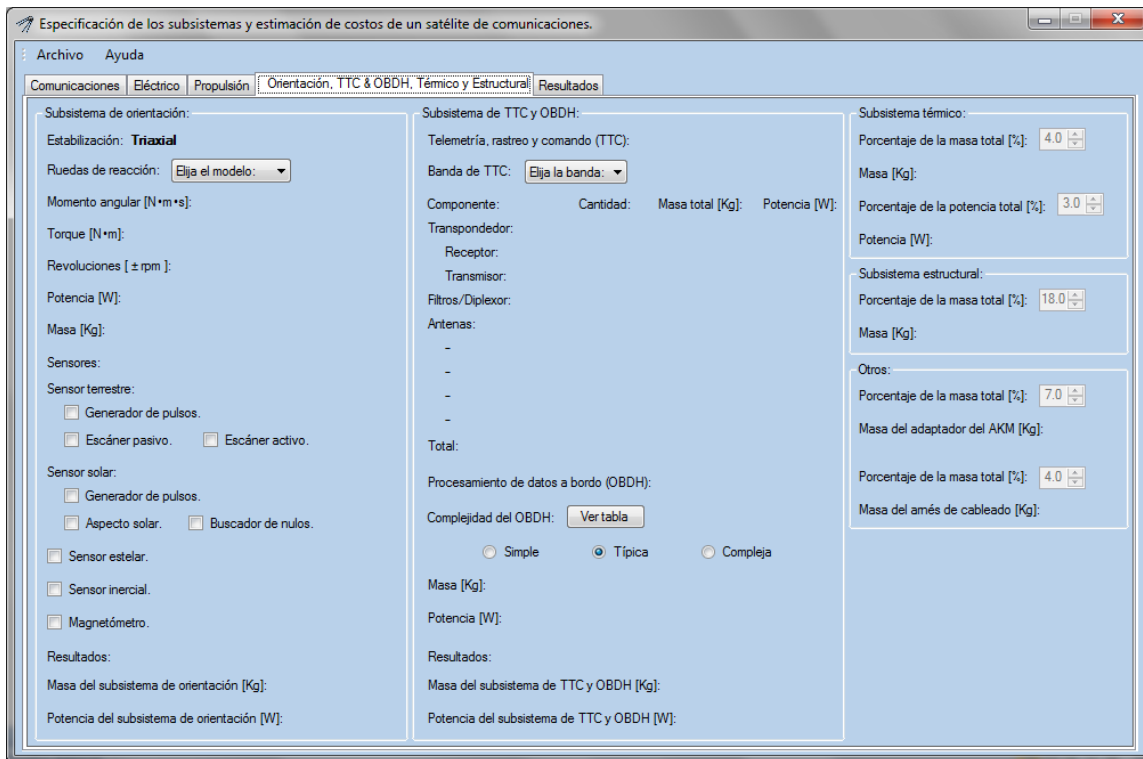 Especificación de los subsistemas y estimación de costos de un satélite de comunicaciones.
Archivo Ayuda
Comunicaciones Eléctrico Propulsión Orientación, TTC & OBDH, Térmico y Estructural Resultados
Subsistema de orientación:
Estabilización: Triaxial
Ruedas de reacción: Elija el modelo:
Momento angular [N•m•s]:
Torque [N•m]:
Revoluciones [ ± rpm ]:
Potencia [W]:
Masa [Kg]:
Sensores:
Sensor terrestre:
Generador de pulsos.
Escáner pasivo. Escáner activo.
Sensor solar:
Generador de pulsos.
Aspecto solar. Buscador de nulos.
Sensor estelar.
Sensor inercial.
Magnetómetro.
Resultados:
Masa del subsistema de orientación [Kg]:
Potencia del subsistema de orientación [W]:
Subsistema de TTC y OBDH:
Telemetría, rastreo y comando (TTC):
Banda de TTC: Elija la banda:
Componente: Cantidad: Masa total [Kg]: Potencia [W]:
Transpondedor:
Receptor:
Transmisor:
Filtros/Diplexor:
Antenas:
-
-
-
-
Total:
Procesamiento de datos a bordo (OBDH):
Complejidad del OBDH: Ver tabla
Simple Típica Compleja
Masa [Kg]:
Potencia [W]:
Resultados:
Masa del subsistema de TTC y OBDH [Kg]:
Potencia del subsistema de TTC y OBDH [W]:
Subsistema térmico:
Porcentaje de la masa total [%]: 4.0
Masa [Kg]:
Porcentaje de la potencia total [%]: 3.0
Potencia [W]:
Subsistema estructural:
Porcentaje de la masa total [%]: 18.0
Masa [Kg]:
Otros:
Porcentaje de la masa total [%]: 7.0
Masa del adaptador del AKM [Kg]:
Porcentaje de la masa total [%]: 4.0
Masa del arnés de cableado [Kg]: